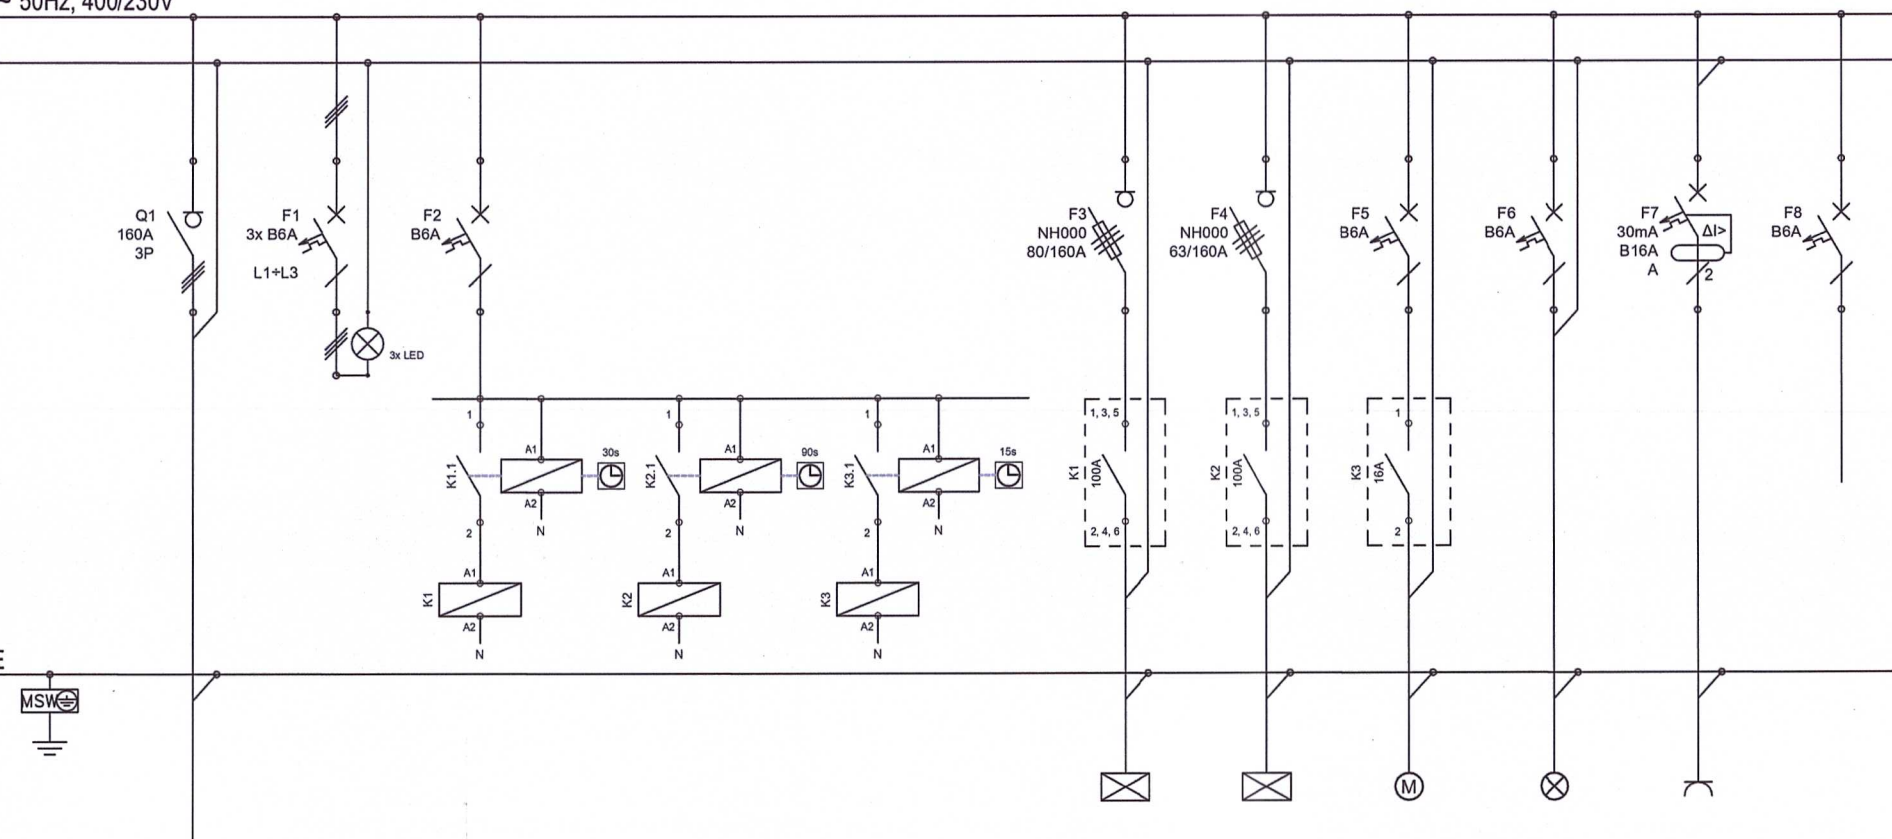 ~ 50Hz, 400/230V
Q1
160A
3P
F1
3x B6A
L1÷L3
3x LED
F2
B6A
F3
NH000
80/160A
F4
NH000
63/160A
F5
B6A
F6
B6A
F7
30mA
B16A
A
ΔI>
2
F8
B6A
1
K1.1
2
A1
A2
N
30s
1
K2.1
2
A1
A2
N
90s
1
K3.1
2
A1
A2
N
15s
A1
K1
A2
N
A1
K2
A2
N
A1
K3
A2
N
1, 3, 5
K1
100A
2, 4, 6
1, 3, 5
K2
100A
2, 4, 6
1
K3
16A
2
MSW
M